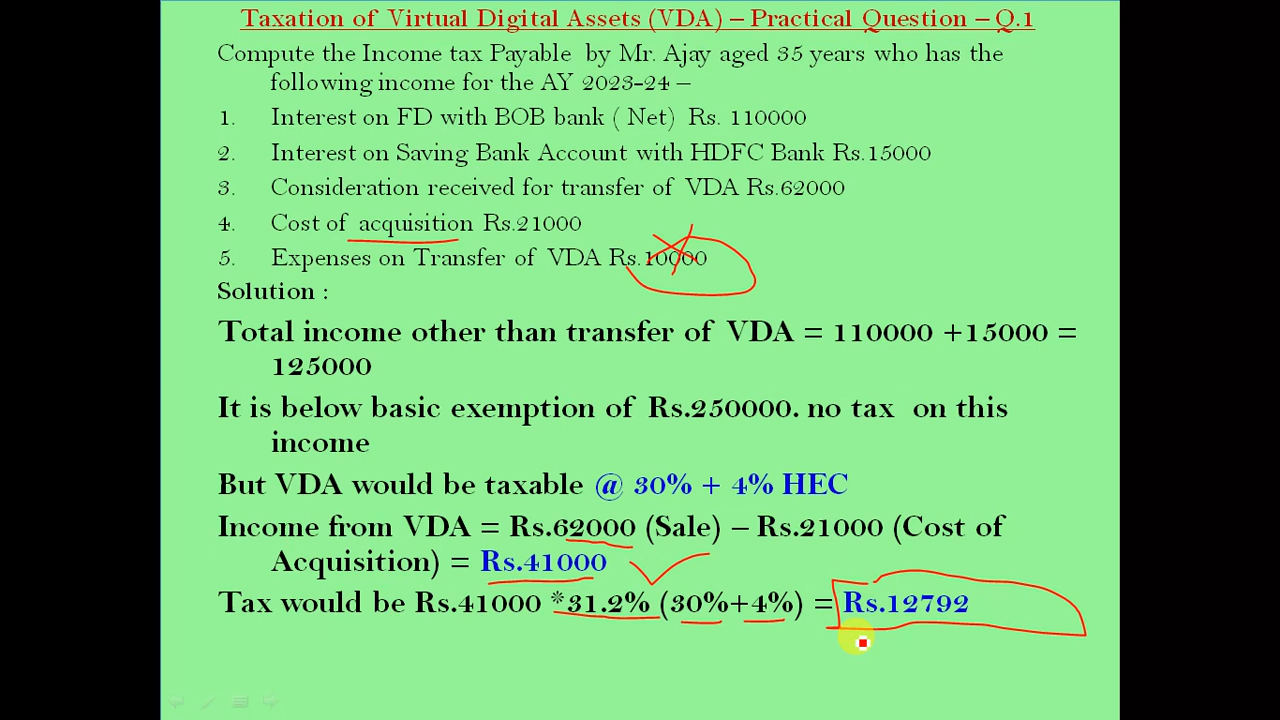 Taxation of Virtual Digital Assets (VDA) – Practical Question – Q.1
Compute the Income tax Payable by Mr. Ajay aged 35 years who has the
following income for the AY 2023-24 –
1. Interest on FD with BOB bank ( Net) Rs. 110000
2. Interest on Saving Bank Account with HDFC Bank Rs.15000
3. Consideration received for transfer of VDA Rs.62000
4. Cost of acquisition Rs.21000
5. Expenses on Transfer of VDA Rs.10000
Solution :
Total income other than transfer of VDA = 110000 +15000 =
125000
It is below basic exemption of Rs.250000. no tax on this
income
But VDA would be taxable @ 30% + 4% HEC
Income from VDA = Rs.62000 (Sale) – Rs.21000 (Cost of
Acquisition) = Rs.41000
Tax would be Rs.41000 *31.2% (30%+4%) = Rs.12792